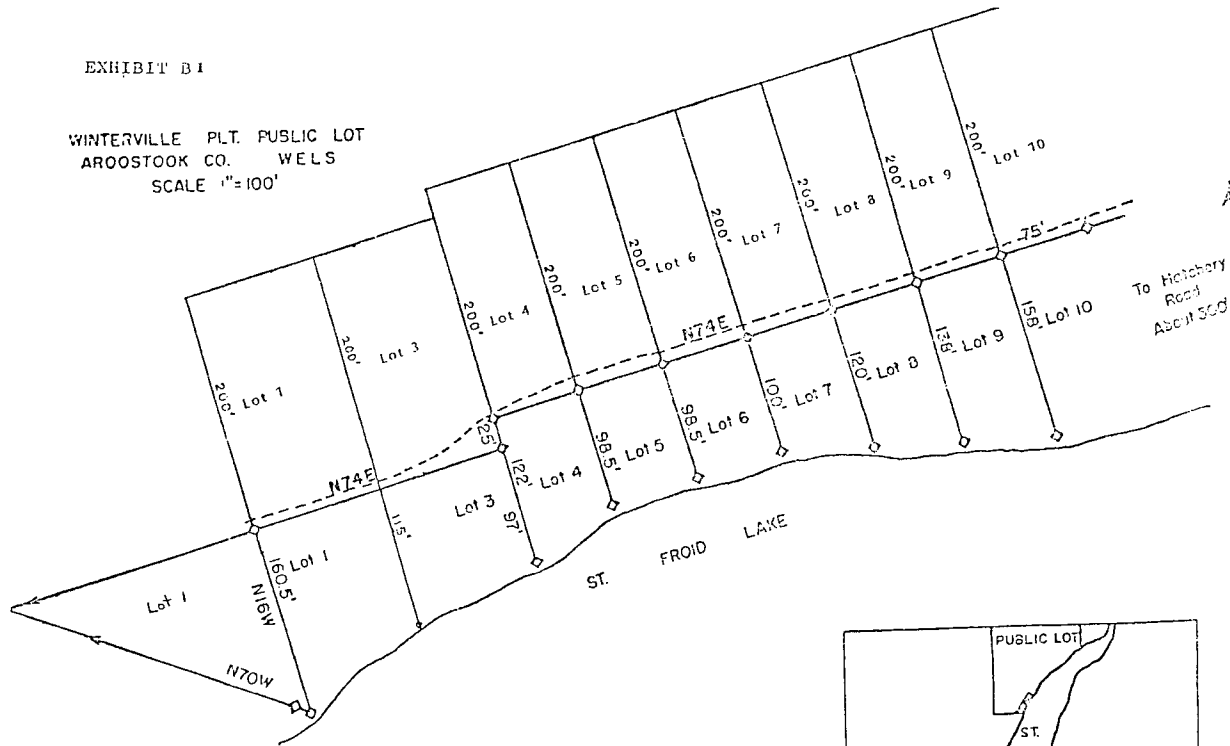 EXHIBIT B1
WINTERVILLE PLT. PUBLIC LOT
AROOSTOOK CO. WELS
SCALE 1"=100'
200' Lot 1
200' Lot 3
200' Lot 4
200' Lot 5
200' Lot 6
200' Lot 7
200' Lot 8
200' Lot 9
200' Lot 10
75'
N74E
N74E
To Hatchery
Road
About 300'
25'
Lot 1
160.5'
N16W
Lot 1
N70W
115'
Lot 3
122'
97'
Lot 4
98.5'
Lot 5
98.5'
Lot 6
100'
Lot 7
120'
Lot 8
138'
Lot 9
158'
Lot 10
ST. FROID LAKE
PUBLIC LOT
ST.